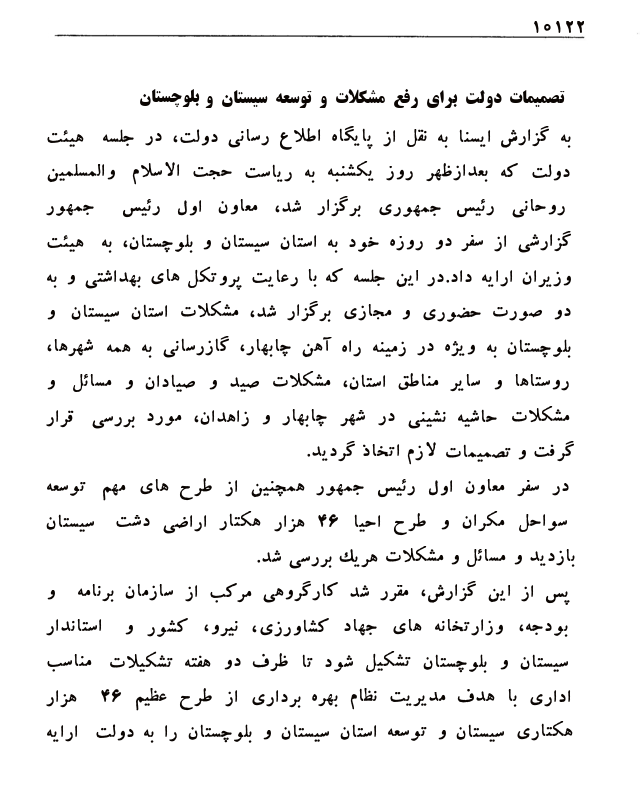 ۱۰۱۲۲
تصمیمات دولت برای رفع مشکلات و توسعه سیستان و بلوچستان
به گزارش ایسنا به نقل از پایگاه اطلاع رسانی دولت، در جلسه هیئت
دولت که بعدازظهر روز یکشنبه به ریاست حجت الاسلام والمسلمین
روحانی رئیس جمهوری برگزار شد، معاون اول رئیس جمهور
گزارشی از سفر دو روزه خود به استان سیستان و بلوچستان، به هیئت
وزیران ارایه داد.در این جلسه که با رعایت پروتکل های بهداشتی و به
دو صورت حضوری و مجازی برگزار شد، مشکلات استان سیستان و
بلوچستان به ویژه در زمینه راه آهن چابهار، گازرسانی به همه شهرها،
روستاها و سایر مناطق استان، مشکلات صید و صیادان و مسائل و
مشکلات حاشیه نشینی در شهر چابهار و زاهدان، مورد بررسی قرار
گرفت و تصمیمات لازم اتخاذ گردید.
در سفر معاون اول رئیس جمهور همچنین از طرح های مهم توسعه
سواحل مکران و طرح احیا ۴۶ هزار هکتار اراضی دشت سیستان
بازدید و مسائل و مشکلات هریك بررسی شد.
پس از این گزارش، مقرر شد کارگروهی مرکب از سازمان برنامه و
بودجه، وزارتخانه های جهاد کشاورزی، نیرو، کشور و استاندار
سیستان و بلوچستان تشکیل شود تا ظرف دو هفته تشکیلات مناسب
اداری با هدف مدیریت نظام بهره برداری از طرح عظیم ۴۶ هزار
هکتاری سیستان و توسعه استان سیستان و بلوچستان را به دولت ارایه